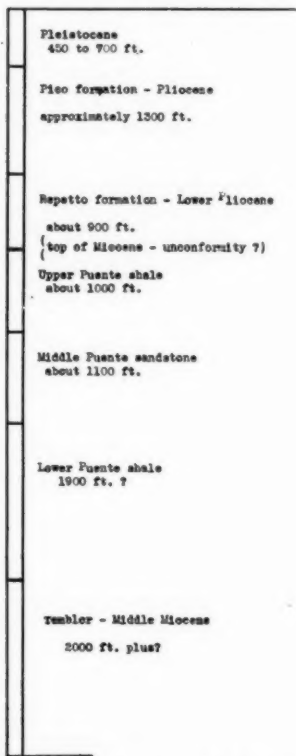 Pleistocene
450 to 700 ft.
Pico formation - Pliocene
approximately 1300 ft.
Repetto formation - Lower Pliocene
about 900 ft.
(top of Miocene - unconformity ?)
Upper Puente shale
about 1000 ft.
Middle Puente sandstone
about 1100 ft.
Lower Puente shale
1900 ft. ?
Tembler - Middle Miocene
2000 ft. plus?